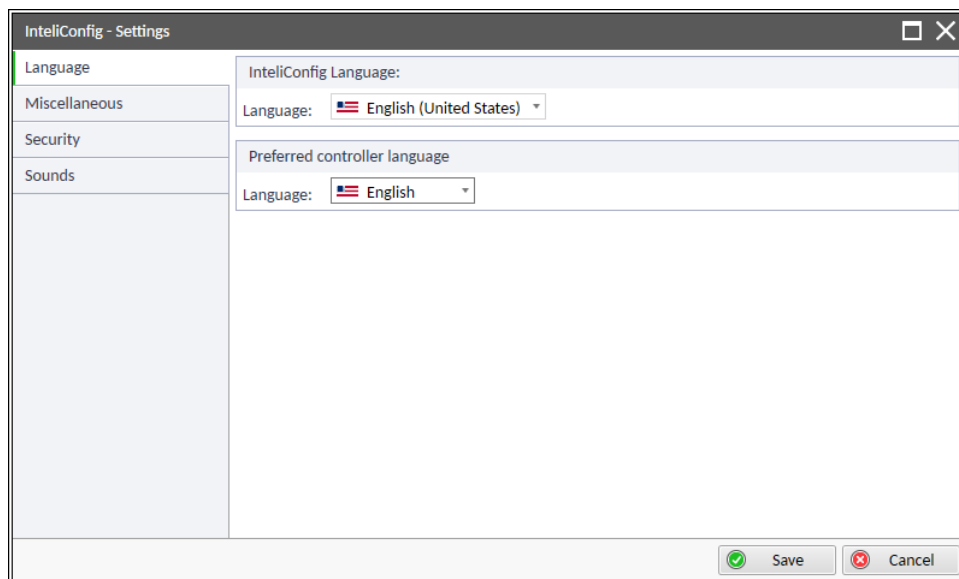 InteliConfig - Settings
Language
Miscellaneous
Security
Sounds
InteliConfig Language:
Language: English (United States)
Preferred controller language
Language: English
Save Cancel